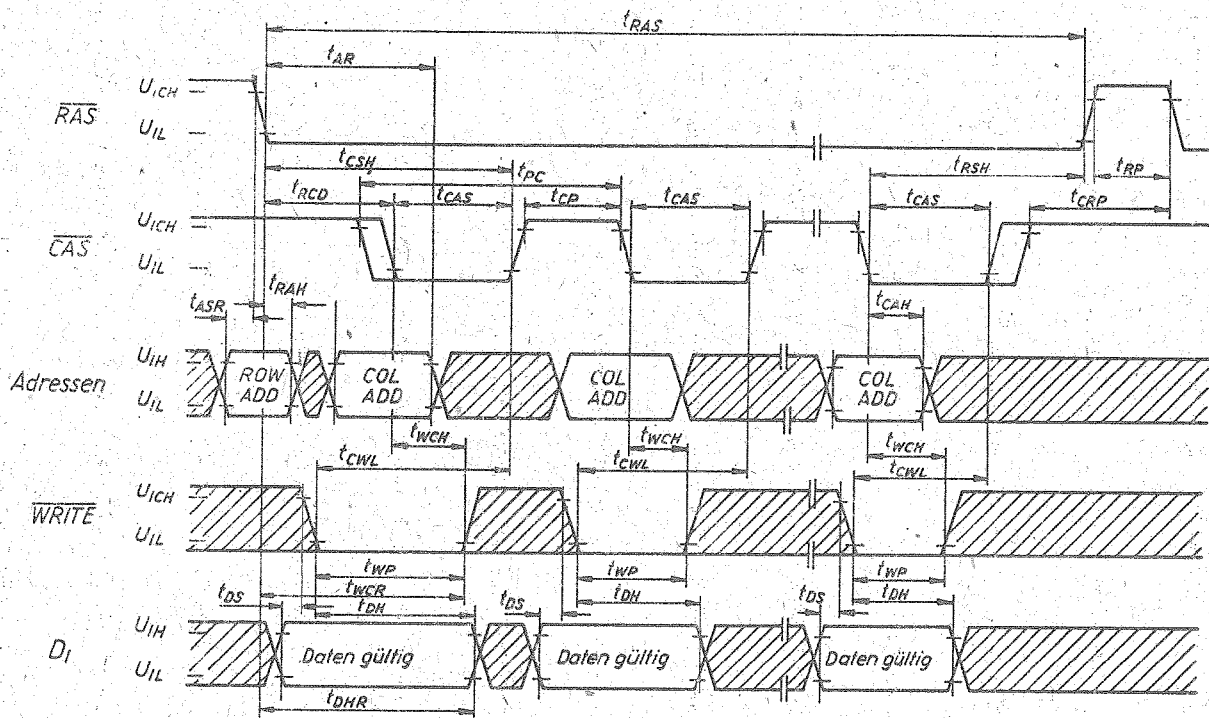 tRAS
tAR
UICH
RAS
UIL
tCSH
tPC
tRSH
tRP
tRCD
tCAS
tCP
tCAS
tCAS
tCRP
UICH
CAS
UIL
tRAH
tASR
tCAH
UIH
Adressen
UIL
ROW ADD
COL ADD
COL ADD
COL ADD
tWCH
tWCH
tWCH
tCWL
tCWL
tCWL
UICH
WRITE
UIL
tWP
tWP
tWP
tWCR
tDS
tDH
tDS
tDH
tDS
tDH
UIH
DI
UIL
Daten gültig
Daten gültig
Daten gültig
tDHR